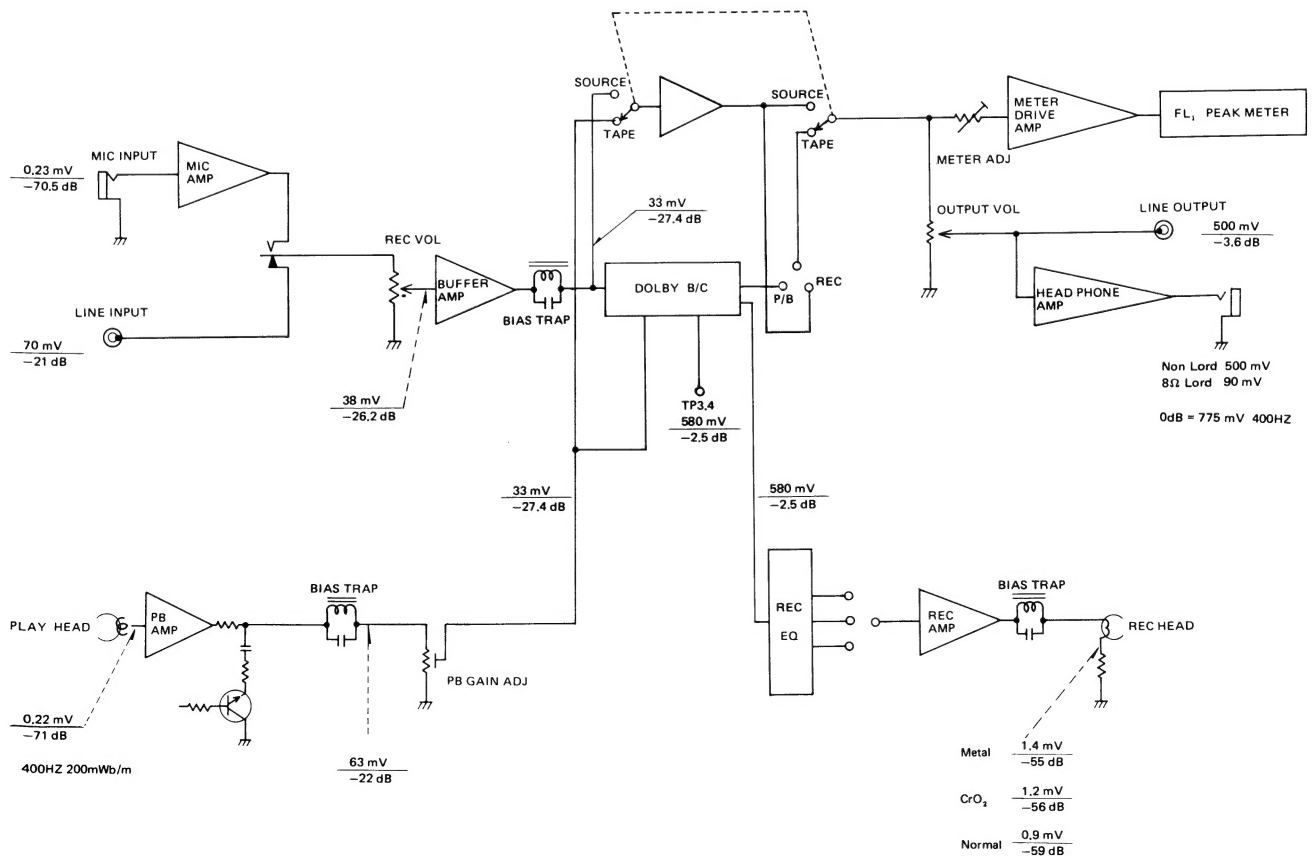 SOURCE
TAPE
SOURCE
TAPE
METER
DRIVE
AMP
FL, PEAK METER
METER ADJ
MIC INPUT
0.23 mV
−70.5 dB
MIC
AMP
33 mV
−27.4 dB
OUTPUT VOL
LINE OUTPUT
500 mV
−3.6 dB
REC VOL
BUFFER
AMP
BIAS TRAP
DOLBY B/C
P/B
REC
HEAD PHONE
AMP
LINE INPUT
70 mV
−21 dB
38 mV
−26.2 dB
TP3.4
580 mV
−2.5 dB
Non Lord 500 mV
8Ω Lord 90 mV
0dB = 775 mV 400HZ
33 mV
−27.4 dB
580 mV
−2.5 dB
PLAY HEAD
PB
AMP
BIAS TRAP
PB GAIN ADJ
REC
EQ
REC
AMP
BIAS TRAP
REC HEAD
0.22 mV
−71 dB
400HZ 200mWb/m
63 mV
−22 dB
Metal 1.4 mV
−55 dB
CrO₂ 1.2 mV
−56 dB
Normal 0.9 mV
−59 dB